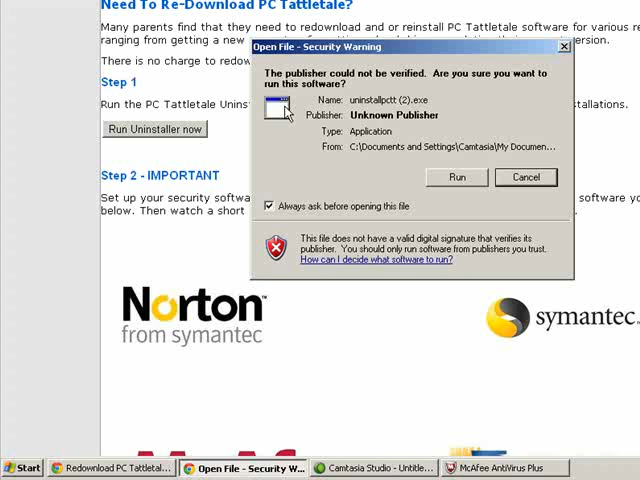 Need To Re-Download PC Tattletale?
Many parents find that they need to redownload and or reinstall PC Tattletale software for various re
ranging from getting a new version.
There is no charge to redow
Step 1
Run the PC Tattletale Unins stallations.
Run Uninstaller now
Step 2 - IMPORTANT
Set up your security softwa software yo
below. Then watch a short
Open File - Security Warning
The publisher could not be verified. Are you sure you want to
run this software?
Name: uninstallpctt (2).exe
Publisher: Unknown Publisher
Type: Application
From: C:\Documents and Settings\Camtasia\My Documen...
Run Cancel
Always ask before opening this file
This file does not have a valid digital signature that verifies its
publisher. You should only run software from publishers you trust.
How can I decide what software to run?
Norton
from symantec
symantec.
Start Redownload PC Tattletal... Open File - Security W... Camtasia Studio - Untitle... McAfee AntiVirus Plus